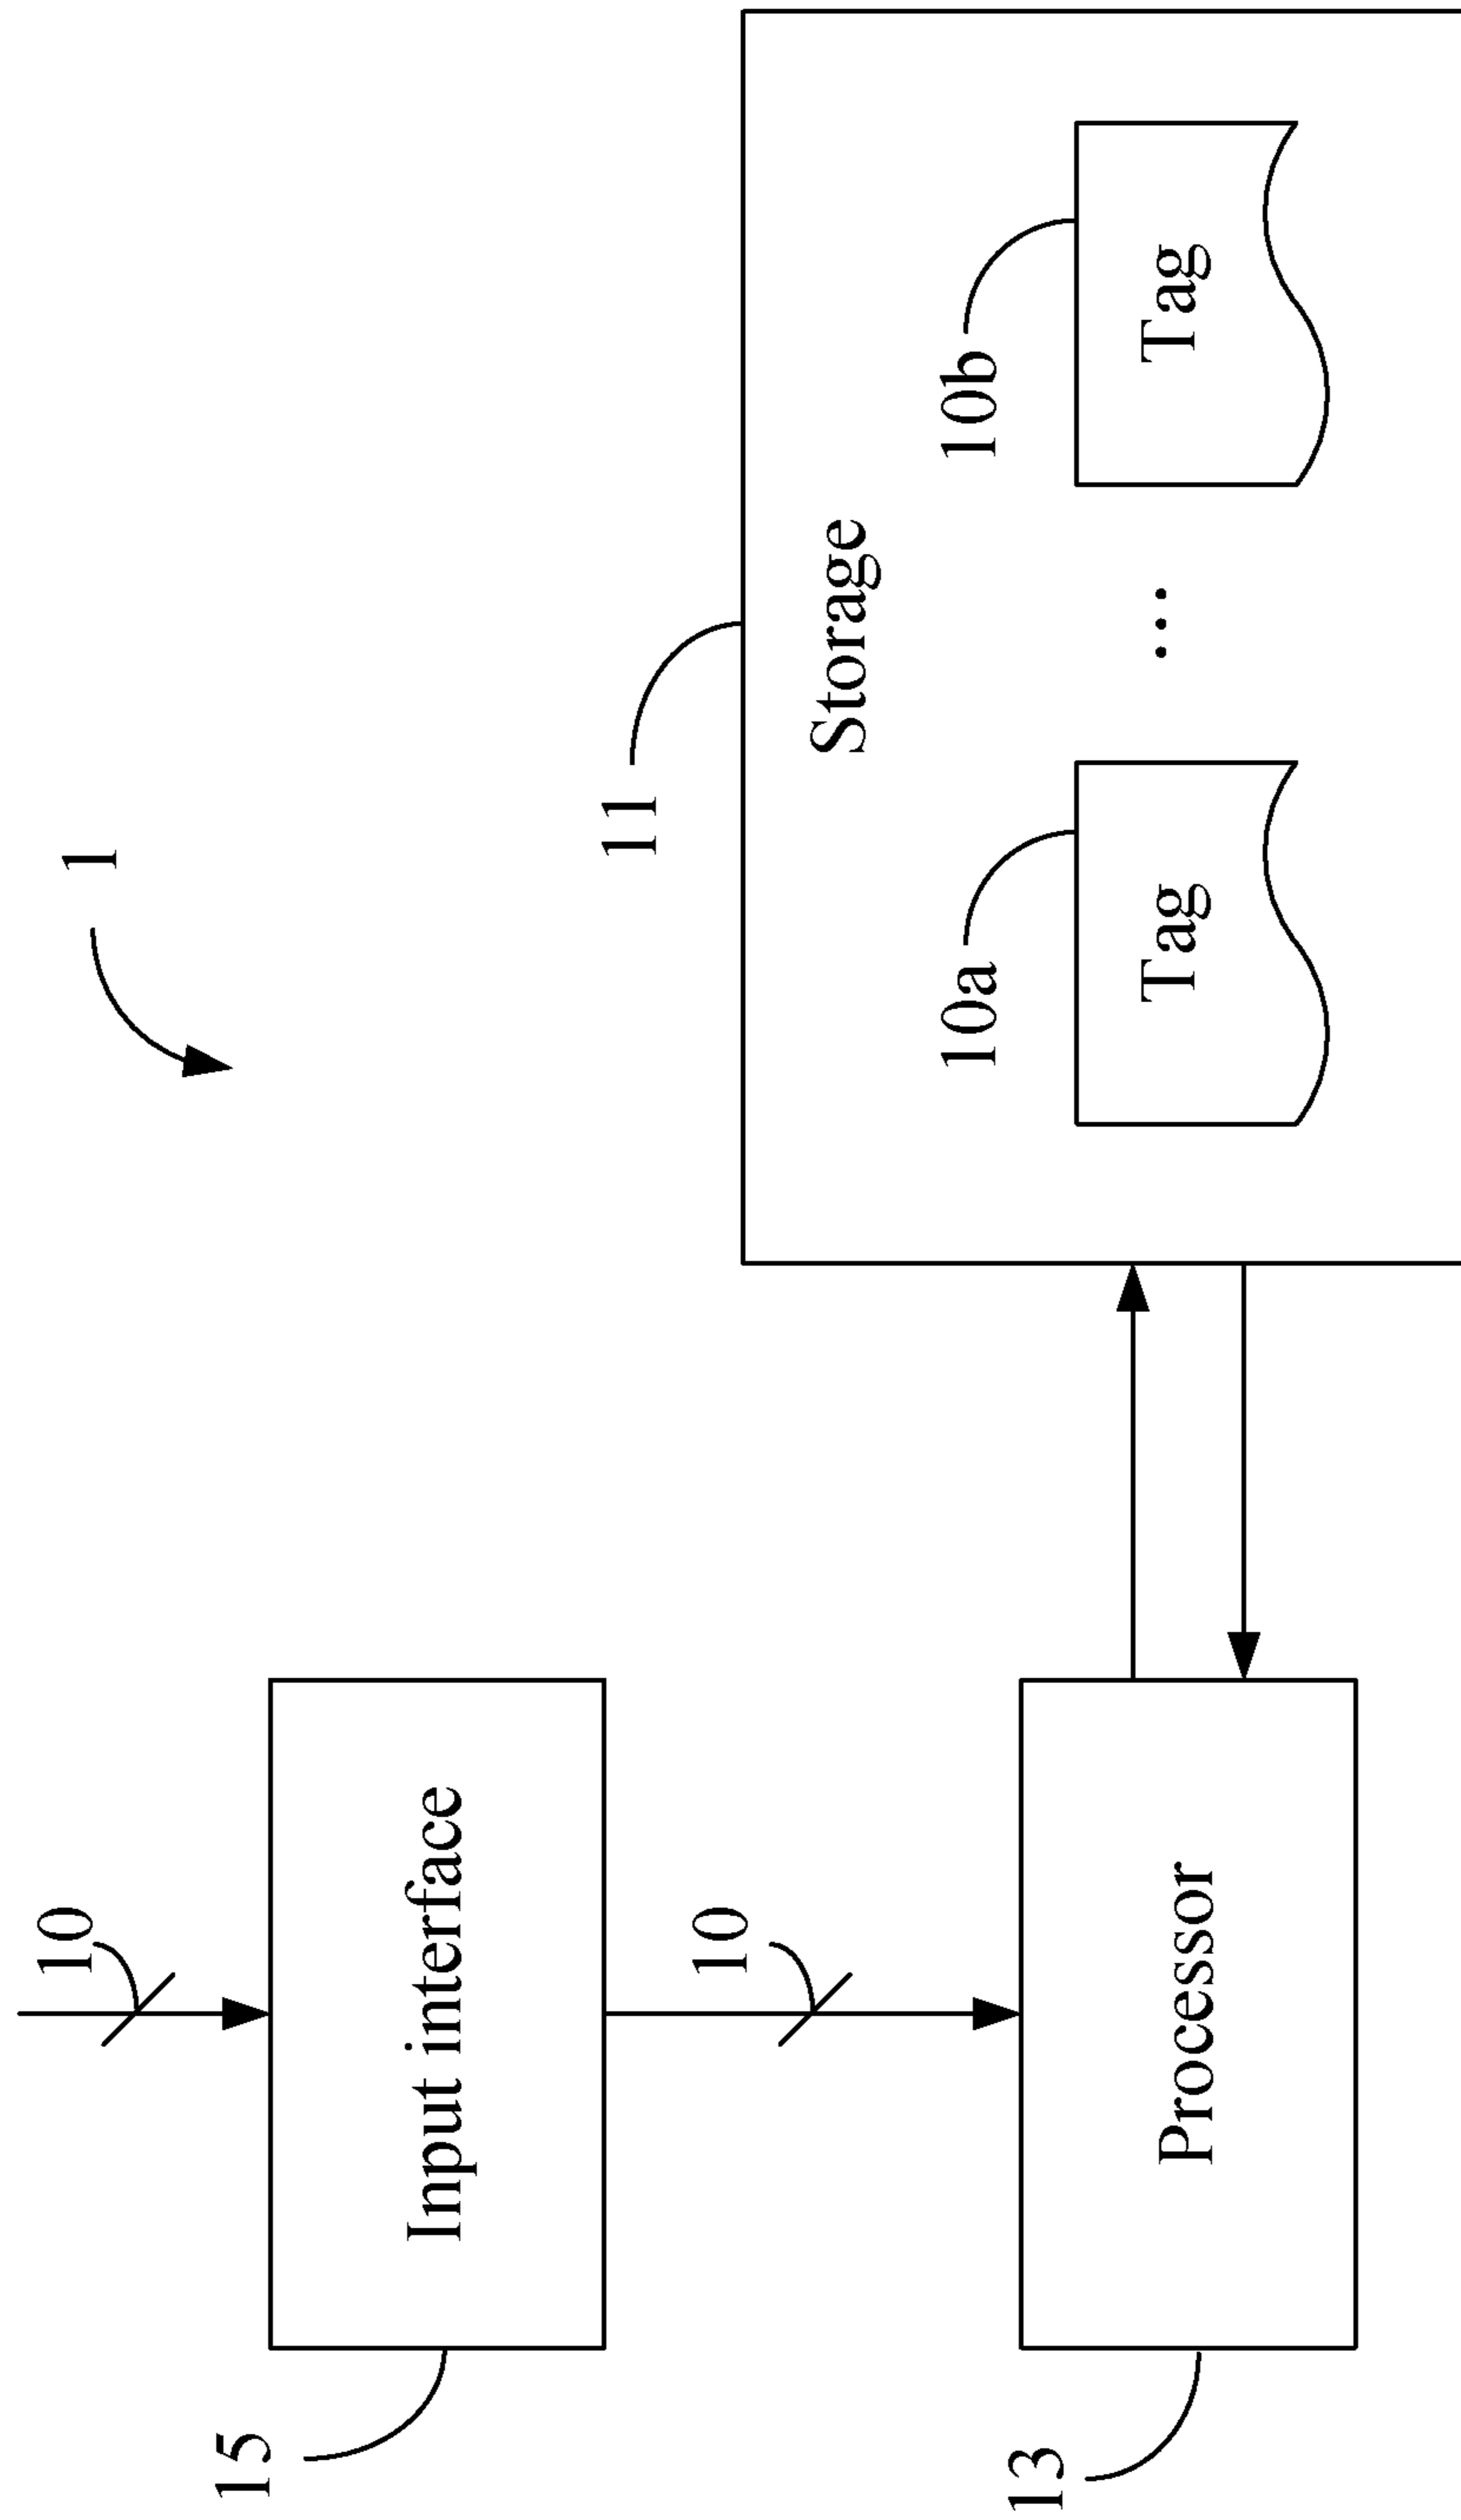 1
10
15
Input interface
11
Storage
10
10a
10b
Tag
...
Tag
13
Processor